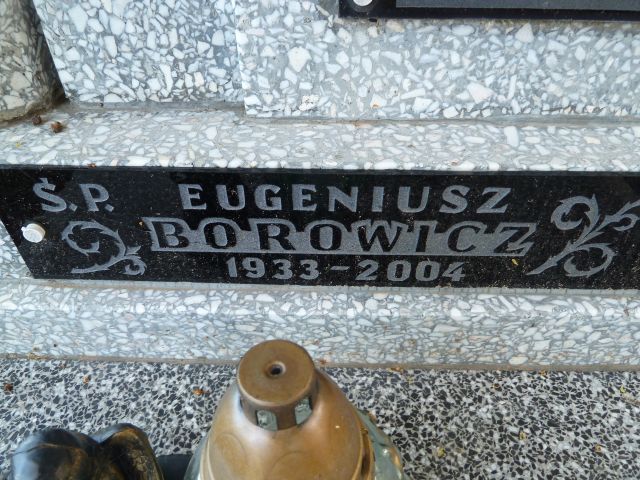 Ś.P. EUGENIUSZ
BOROWICZ
1933-2004